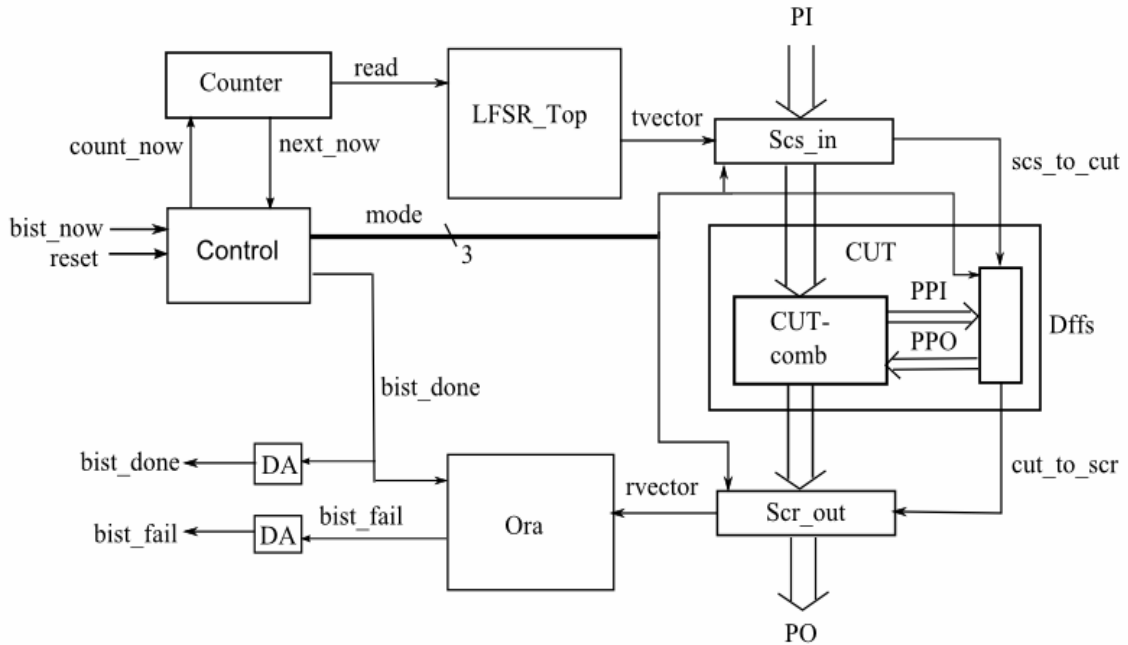 PI
Counter
read
LFSR_Top
tvector
Scs_in
count_now
next_now
scs_to_cut
bist_now
reset
Control
mode
3
CUT
PPI
PPO
CUT-
comb
Dffs
bist_done
bist_done
DA
bist_fail
DA
bist_fail
Ora
rvector
Scr_out
cut_to_scr
PO